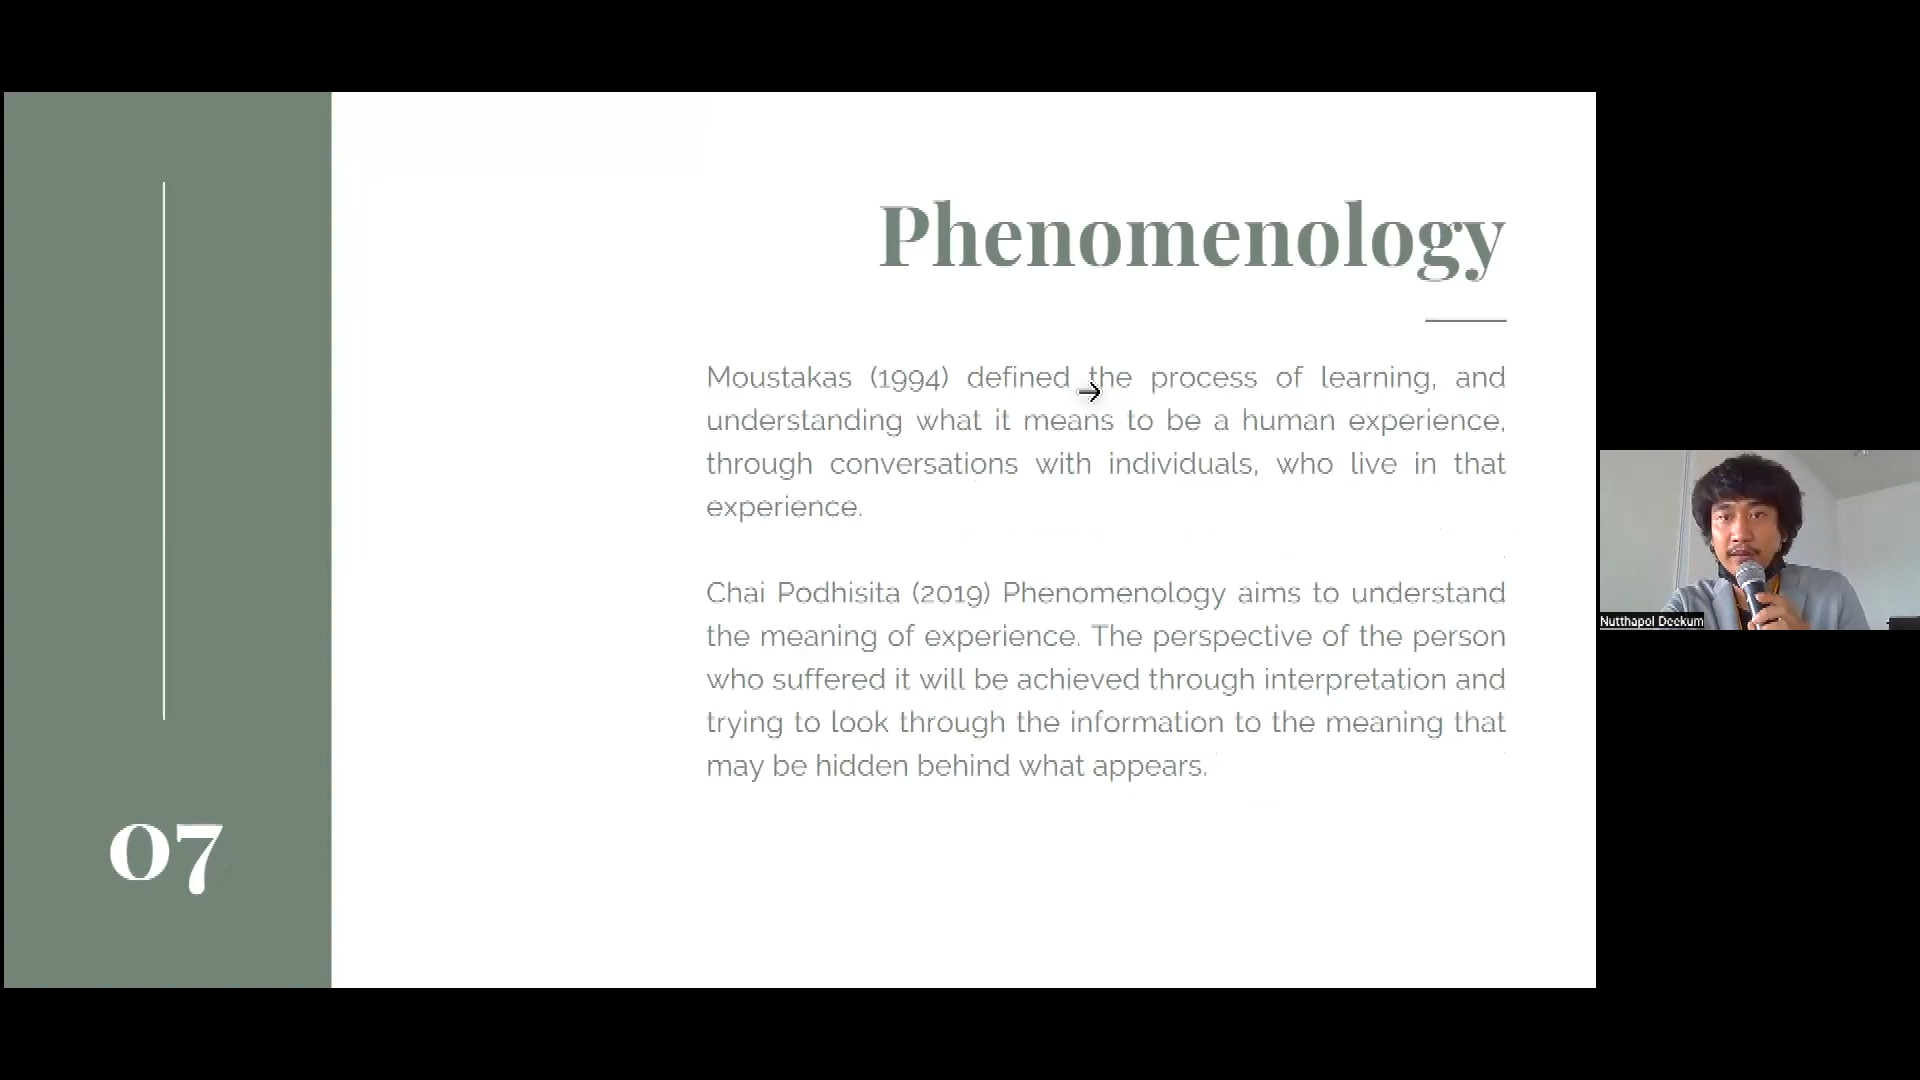 Phenomenology
Moustakas (1994) defined the process of learning, and
understanding what it means to be a human experience,
through conversations with individuals, who live in that
experience.
Chai Podhisita (2019) Phenomenology aims to understand
the meaning of experience. The perspective of the person
who suffered it will be achieved through interpretation and
trying to look through the information to the meaning that
may be hidden behind what appears.
07
Nutthapol Deekum